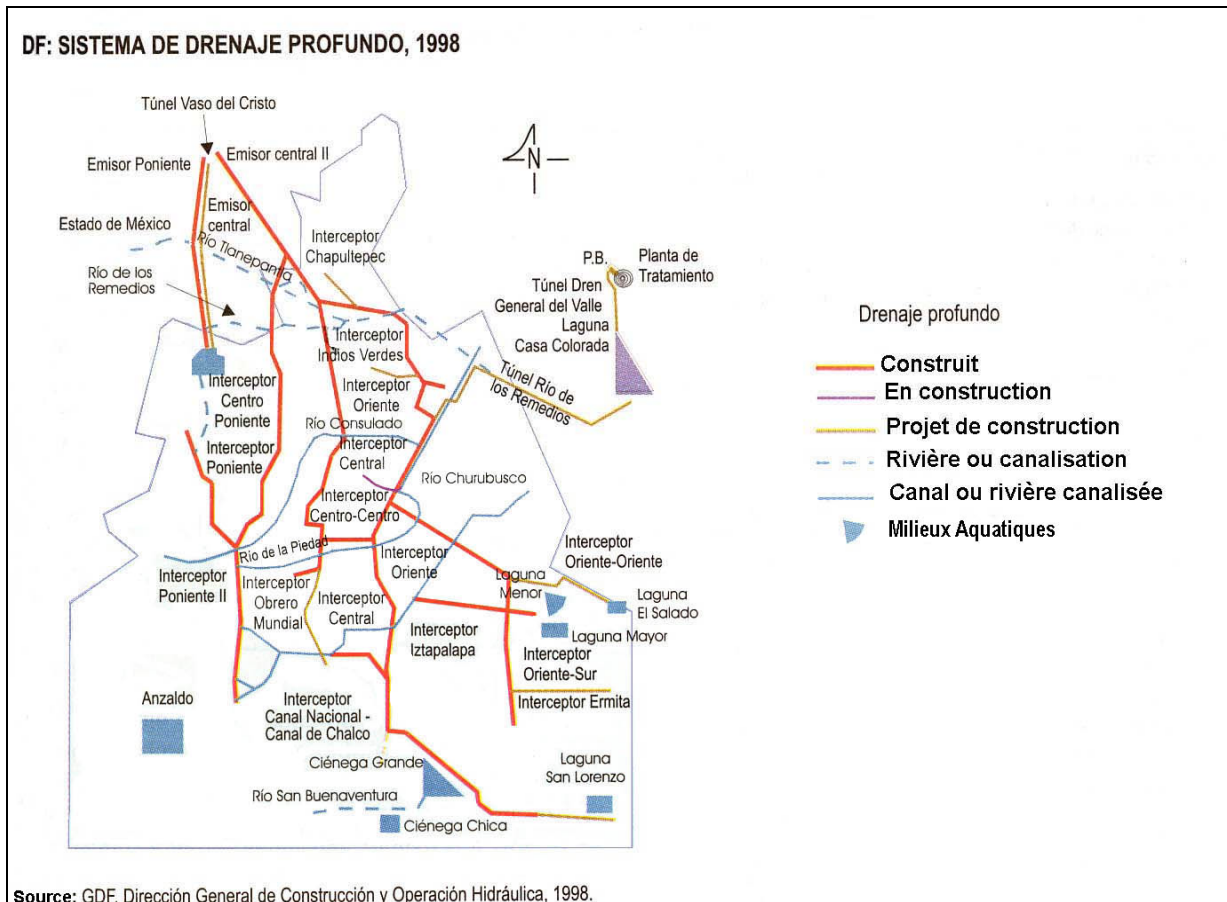 DF: SISTEMA DE DRENAJE PROFUNDO, 1998
Túnel Vaso del Cristo
Emisor Poniente
Emisor central II
N
Estado de México
Emisor
central
Río Tlanepantla
Interceptor
Chapultepec
Río de los
Remedios
P.B.
Planta de
Tratamiento
Túnel Dren
General del Valle
Laguna
Casa Colorada
Interceptor
Indios Verdes
Túnel Río de
los Remedios
Interceptor
Centro
Poniente
Interceptor
Oriente
Río Consulado
Interceptor
Poniente
Interceptor
Central
Río Churubusco
Interceptor
Centro-Centro
Río de la Piedad
Interceptor
Poniente II
Interceptor
Obrero
Mundial
Interceptor
Central
Interceptor
Oriente
Interceptor
Oriente-Oriente
Laguna
Menor
Laguna
El Salado
Laguna Mayor
Interceptor
Iztapalapa
Interceptor
Oriente-Sur
Interceptor Ermita
Anzaldo
Interceptor
Canal Nacional -
Canal de Chalco
Ciénega Grande
Laguna
San Lorenzo
Río San Buenaventura
Ciénega Chica
Drenaje profundo
Construit
En construction
Projet de construction
Rivière ou canalisation
Canal ou rivière canalisée
Milieux Aquatiques
Source: GDF. Dirección General de Construcción y Operación Hidráulica, 1998.